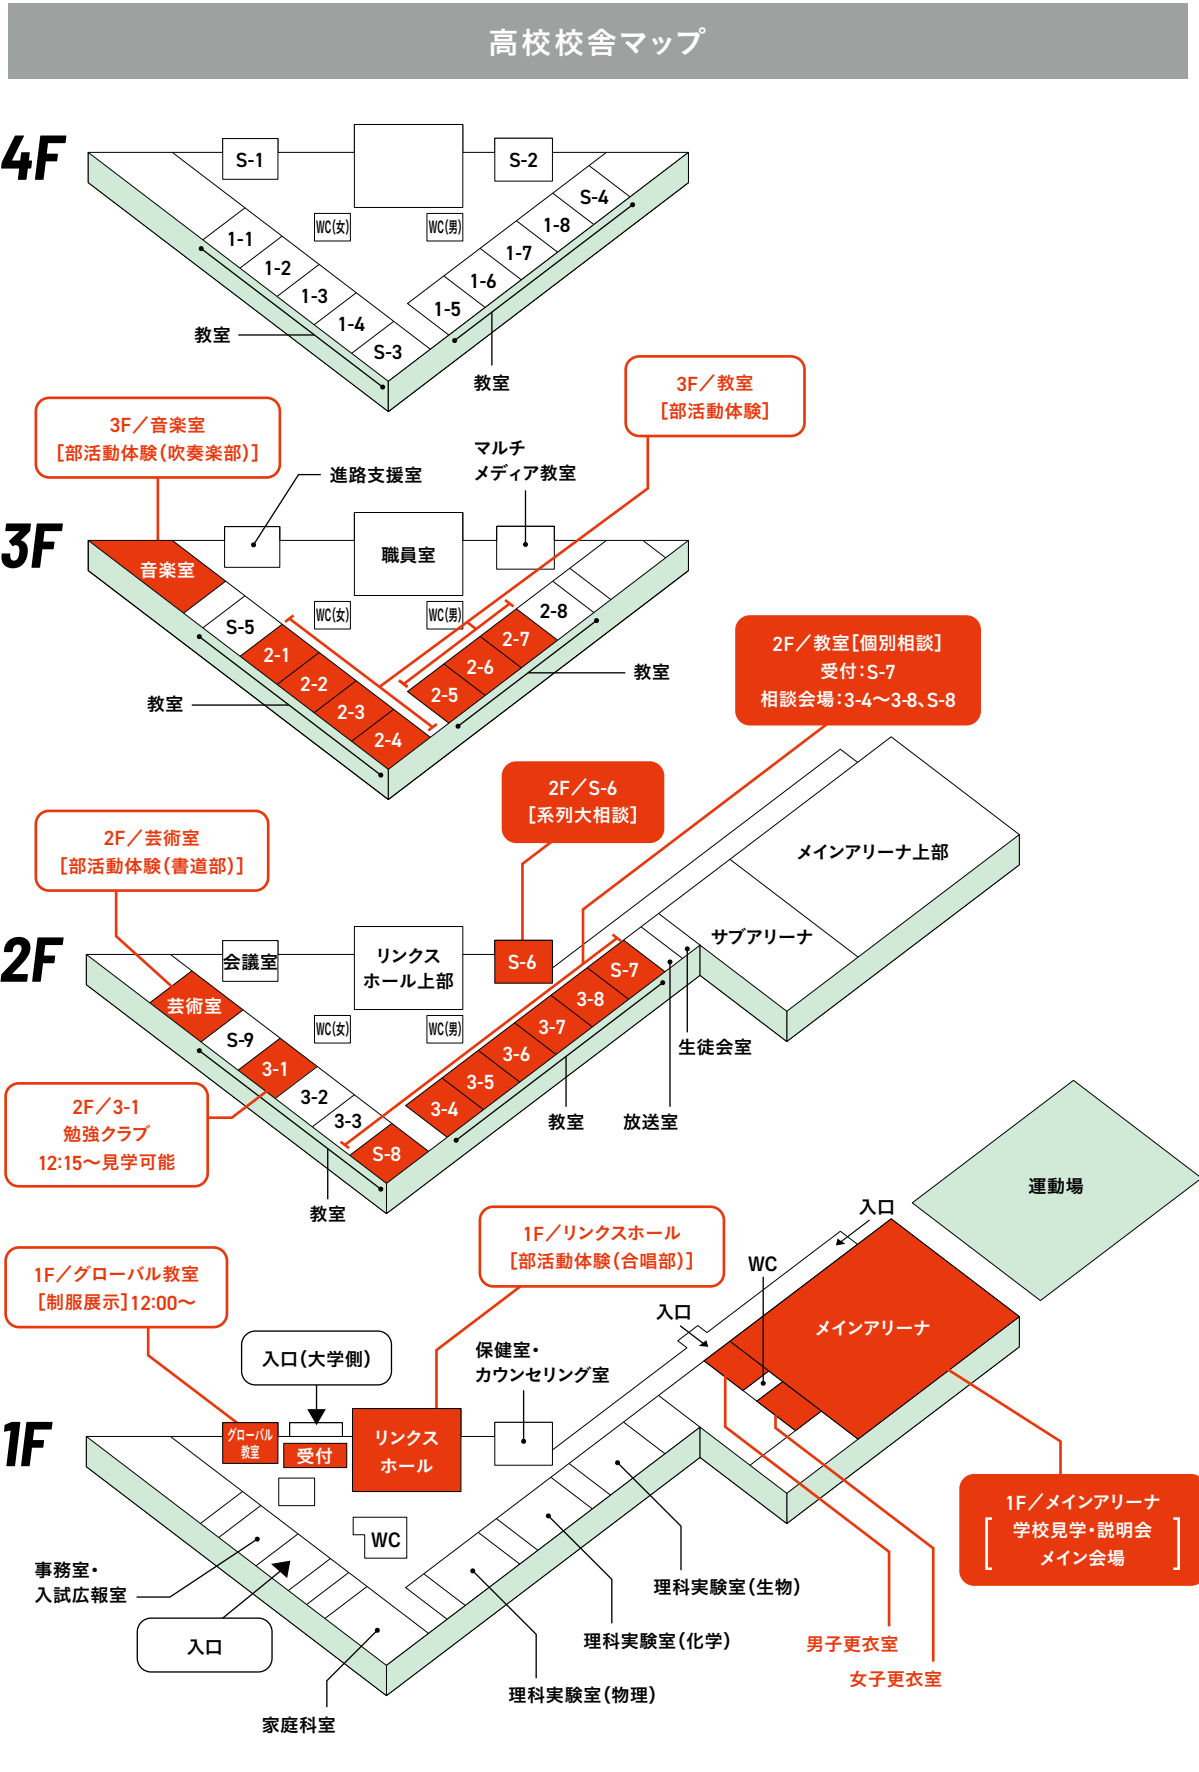 高校校舎マップ
4F
S-1
S-2
WC(女)
WC(男)
1-1
1-2
1-3
1-4
S-3
1-5
1-6
1-7
1-8
S-4
教室
教室
3F／教室
[部活動体験]
3F／音楽室
[部活動体験(吹奏楽部)]
進路支援室
マルチ
メディア教室
3F
音楽室
職員室
WC(女)
WC(男)
S-5
2-1
2-2
2-3
2-4
2-5
2-6
2-7
2-8
教室
教室
2F／教室[個別相談]
受付：S-7
相談会場：3-4〜3-8、S-8
2F／S-6
[系列大相談]
2F／芸術室
[部活動体験(書道部)]
2F
会議室
リンクス
ホール上部
S-6
芸術室
WC(女)
WC(男)
S-9
3-1
3-2
3-3
S-8
3-4
3-5
3-6
3-7
3-8
S-7
メインアリーナ上部
サブアリーナ
生徒会室
放送室
教室
教室
2F／3-1
勉強クラブ
12:15〜見学可能
1F／リンクスホール
[部活動体験(合唱部)]
1F／グローバル教室
[制服展示]12:00〜
運動場
入口
WC
入口
メインアリーナ
入口(大学側)
保健室・
カウンセリング室
1F
グローバル
教室
受付
リンクス
ホール
WC
事務室・
入試広報室
入口
家庭科室
理科実験室(物理)
理科実験室(化学)
理科実験室(生物)
男子更衣室
女子更衣室
1F／メインアリーナ
[学校見学・説明会
メイン会場]